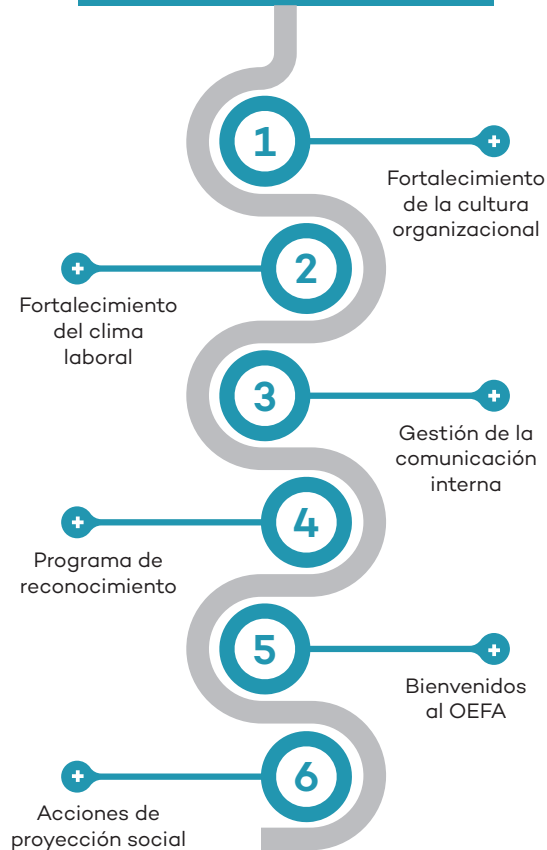 1
Fortalecimiento
de la cultura
organizacional
2
Fortalecimiento
del clima
laboral
3
Gestión de la
comunicación
interna
4
Programa de
reconocimiento
5
Bienvenidos
al OEFA
6
Acciones de
proyección social